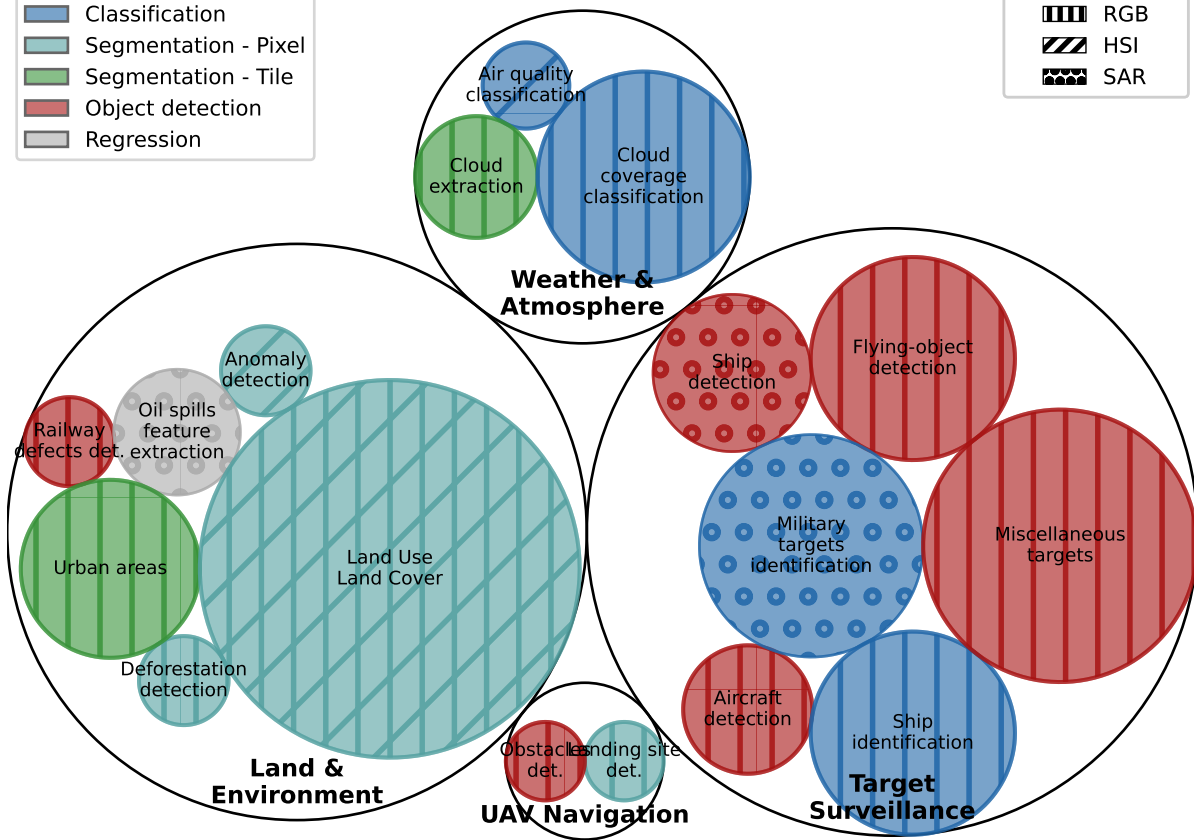 Classification
Segmentation - Pixel
Segmentation - Tile
Object detection
Regression
RGB
HSI
SAR
Air quality
classification
Cloud
extraction
Cloud
coverage
classification
Weather &
Atmosphere
Anomaly
detection
Oil spills
feature
extraction
Railway
defects det.
Urban areas
Land Use
Land Cover
Deforestation
detection
Land &
Environment
Obstacles
det.
Landing site
det.
UAV Navigation
Ship
detection
Flying-object
detection
Military
targets
identification
Miscellaneous
targets
Aircraft
detection
Ship
identification
Target
Surveillance